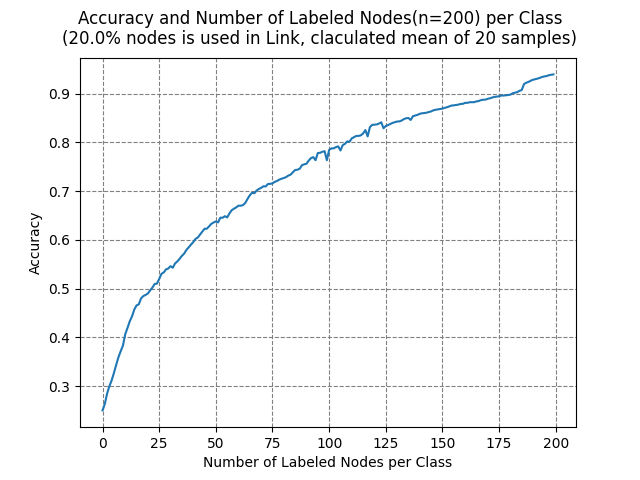 Accuracy and Number of Labeled Nodes(n=200) per Class
(20.0% nodes is used in Link, claculated mean of 20 samples)
0.9
0.8
0.7
0.6
0.5
0.4
0.3
Accuracy
0 25 50 75 100 125 150 175 200
Number of Labeled Nodes per Class